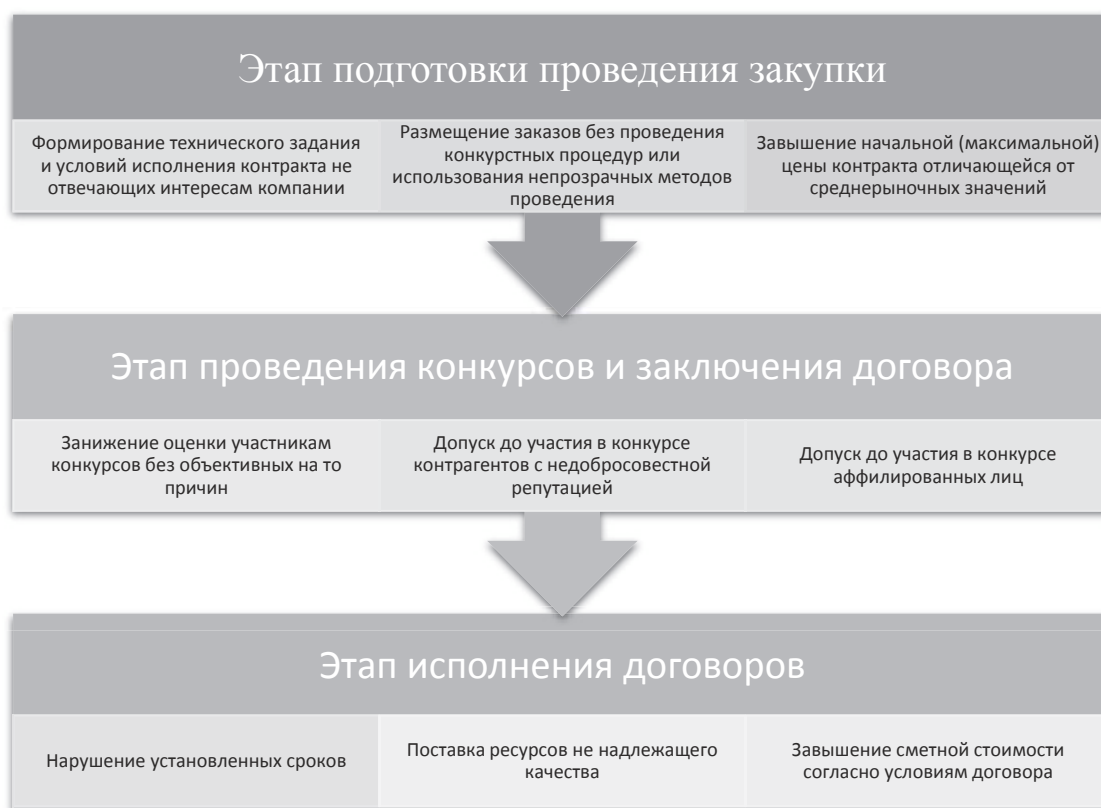 Этап подготовки проведения закупки
Формирование технического задания
и условий исполнения контракта не
отвечающих интересам компании
Размещение заказов без проведения
конкурстных процедур или
использования непрозрачных методов
проведения
Завышение начальной (максимальной)
цены контракта отличающейся от
среднерыночных значений
Этап проведения конкурсов и заключения договора
Занижение оценки участникам
конкурсов без объективных на то
причин
Допуск до участия в конкурсе
контрагентов с недобросовестной
репутацией
Допуск до участия в конкурсе
аффилированных лиц
Этап исполнения договоров
Нарушение установленных сроков
Поставка ресурсов не надлежащего
качества
Завышение сметной стоимости
согласно условиям договора